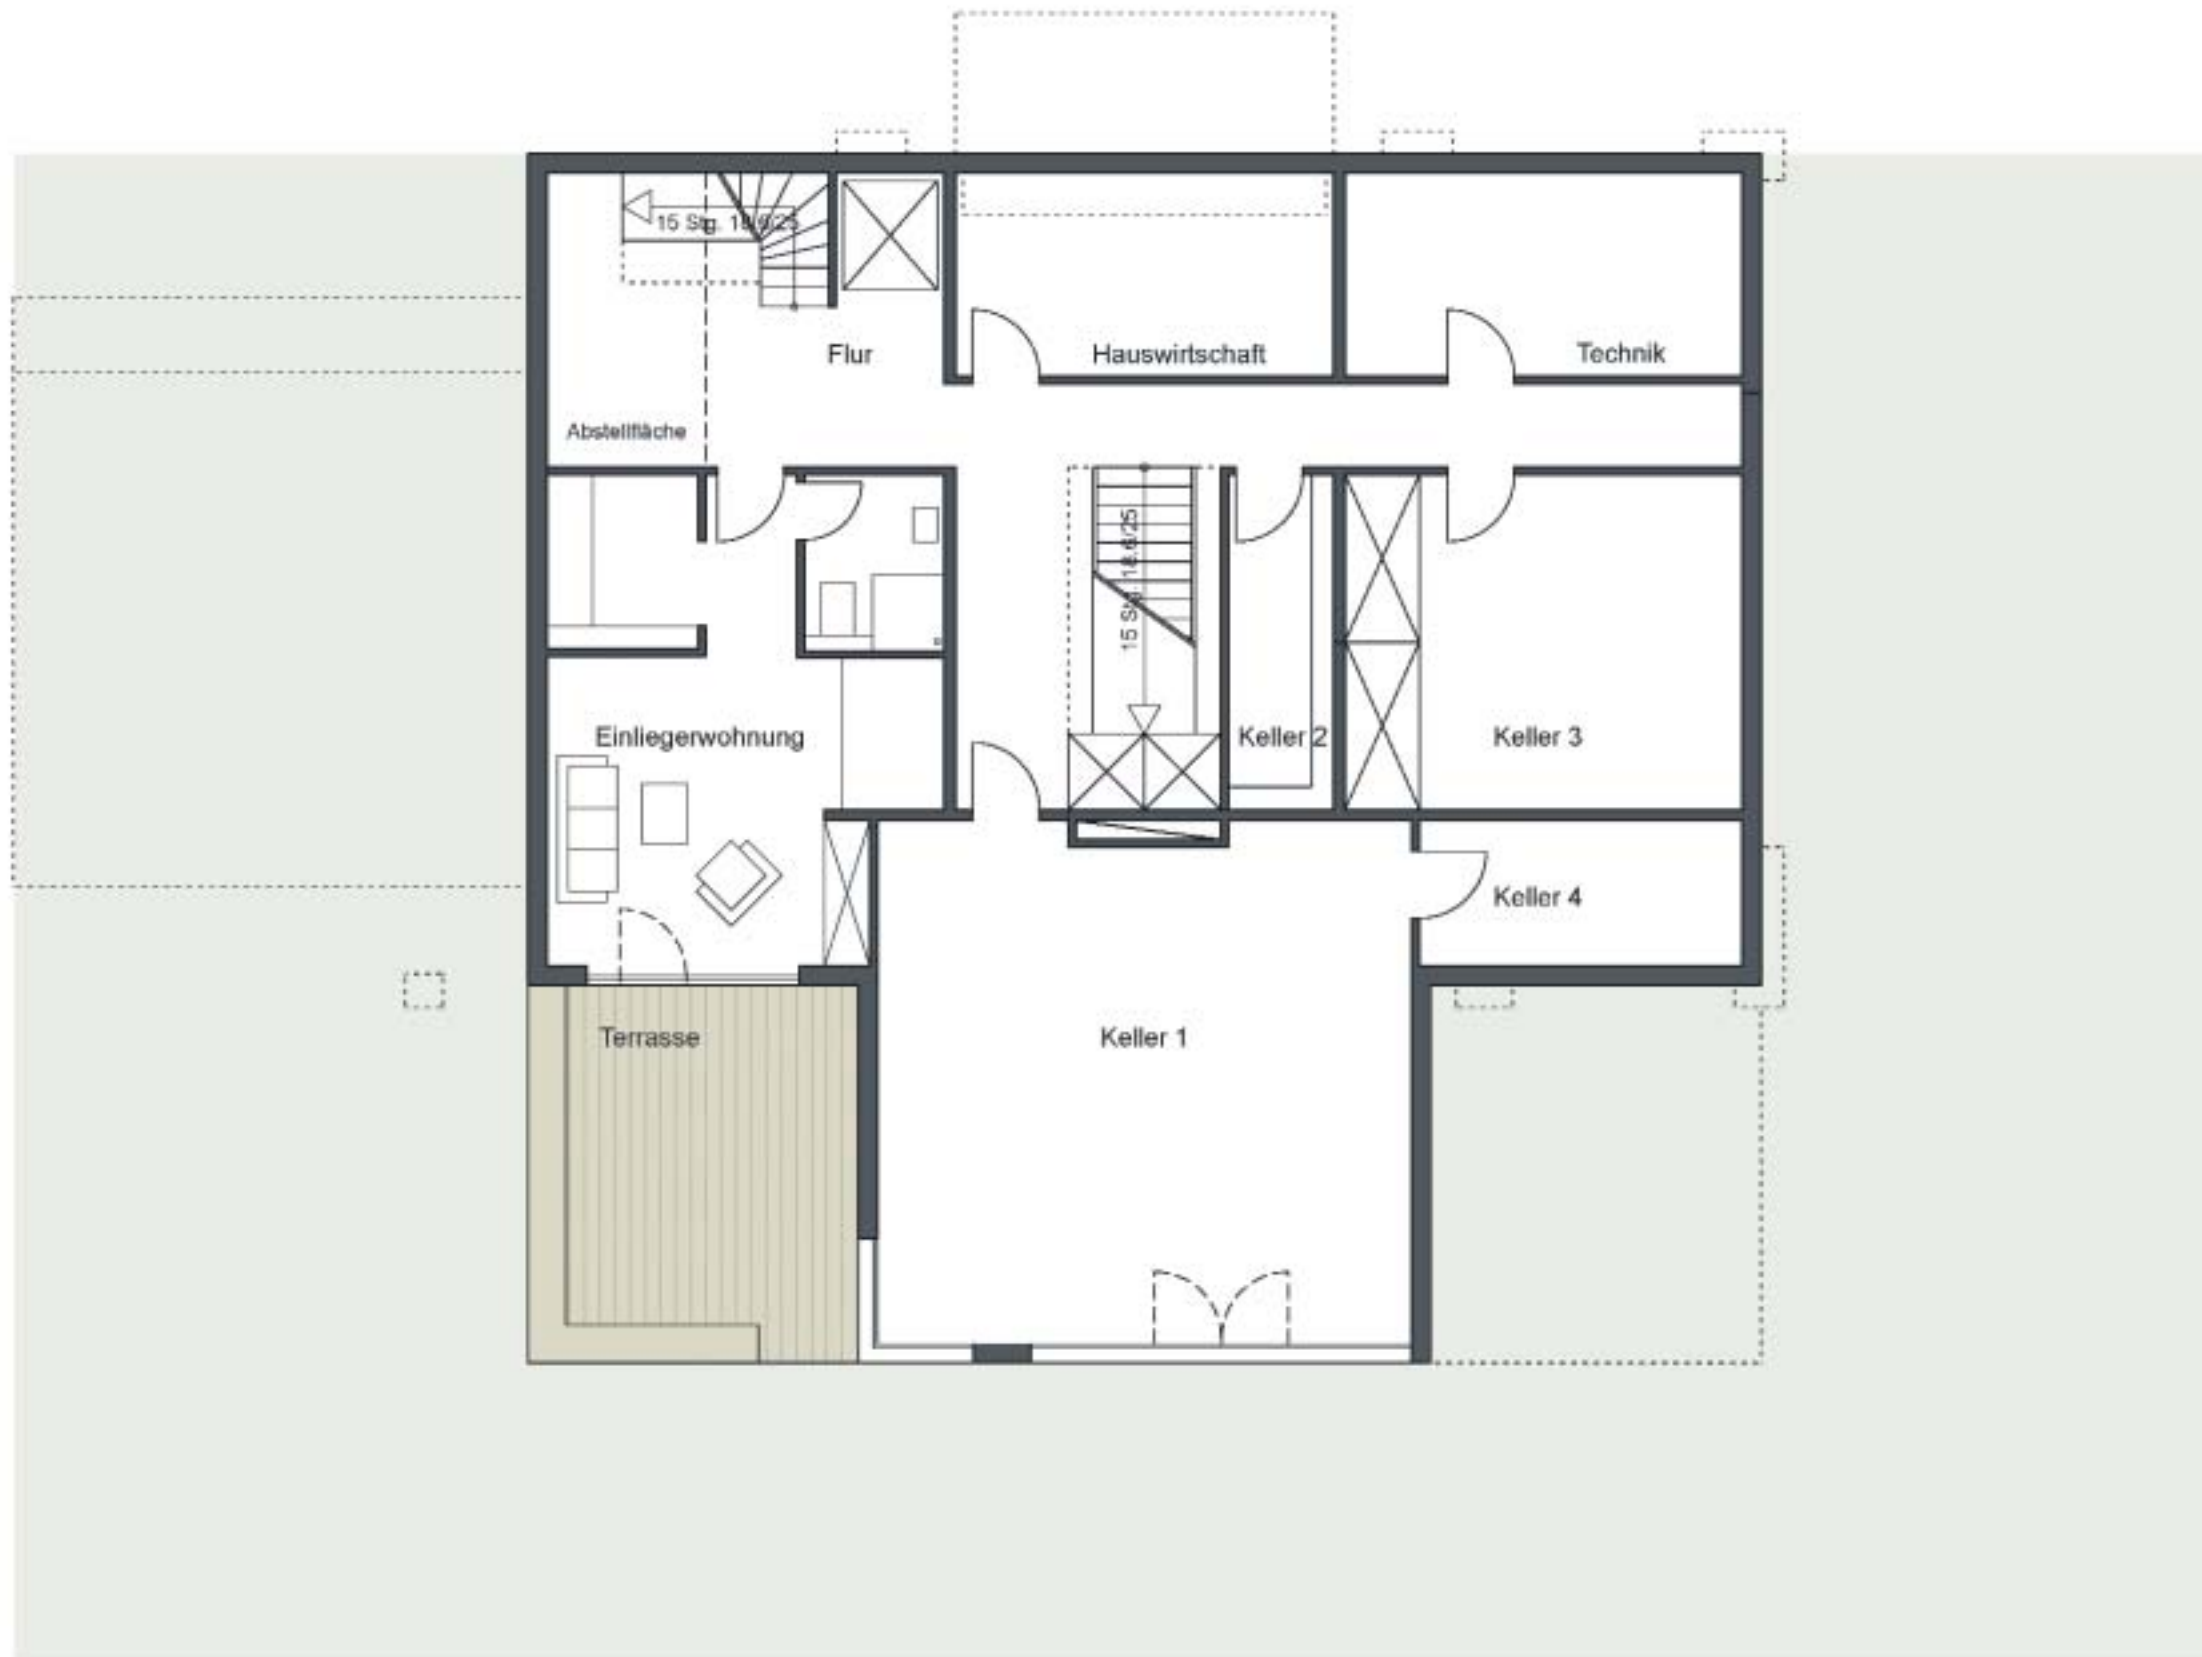 15 Stg. 18.6/25
Flur
Hauswirtschaft
Technik
Abstellfläche
15 Stg. 18.6/25
Einliegerwohnung
Keller 2
Keller 3
Keller 4
Terrasse
Keller 1